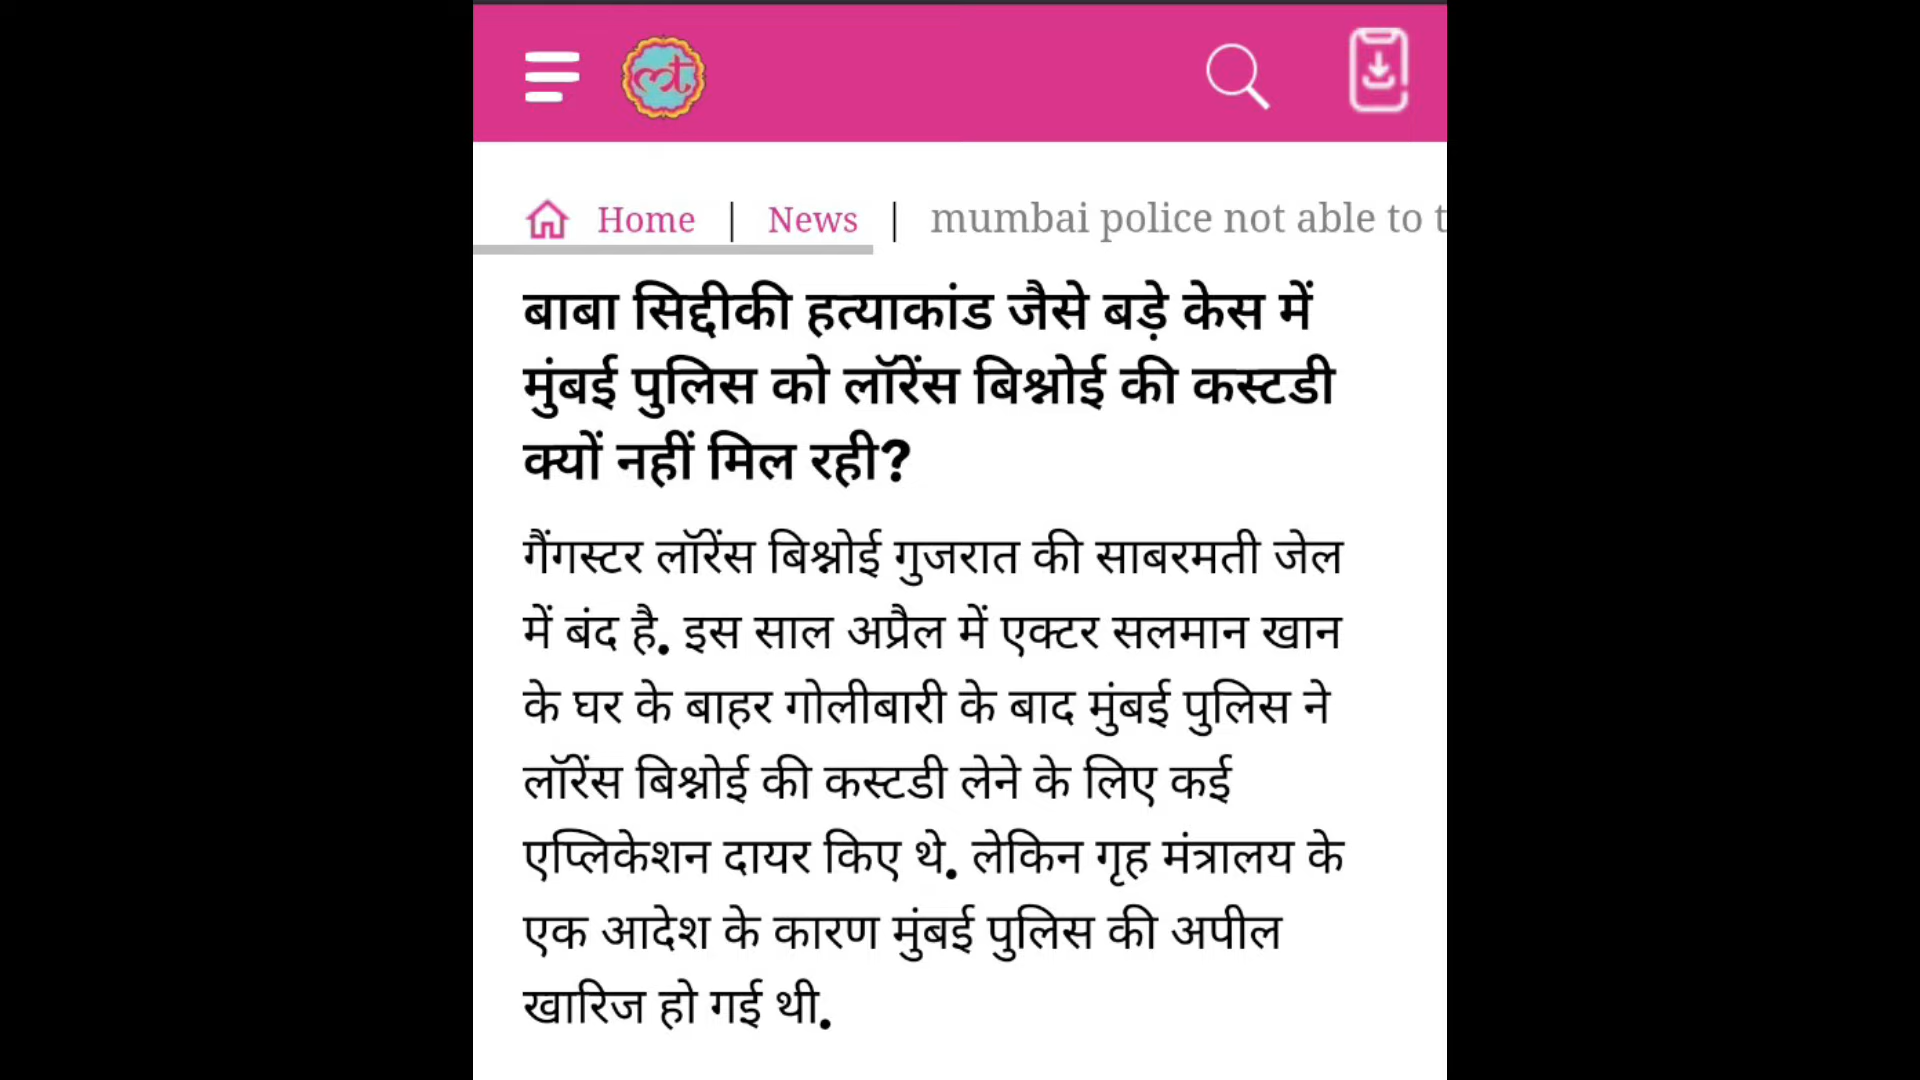 Home | News | mumbai police not able to t
बाबा सिद्दीकी हत्याकांड जैसे बड़े केस में
मुंबई पुलिस को लॉरेंस बिश्नोई की कस्टडी
क्यों नहीं मिल रही?
गैंगस्टर लॉरेंस बिश्नोई गुजरात की साबरमती जेल
में बंद है. इस साल अप्रैल में एक्टर सलमान खान
के घर के बाहर गोलीबारी के बाद मुंबई पुलिस ने
लॉरेंस बिश्नोई की कस्टडी लेने के लिए कई
एप्लिकेशन दायर किए थे. लेकिन गृह मंत्रालय के
एक आदेश के कारण मुंबई पुलिस की अपील
खारिज हो गई थी.